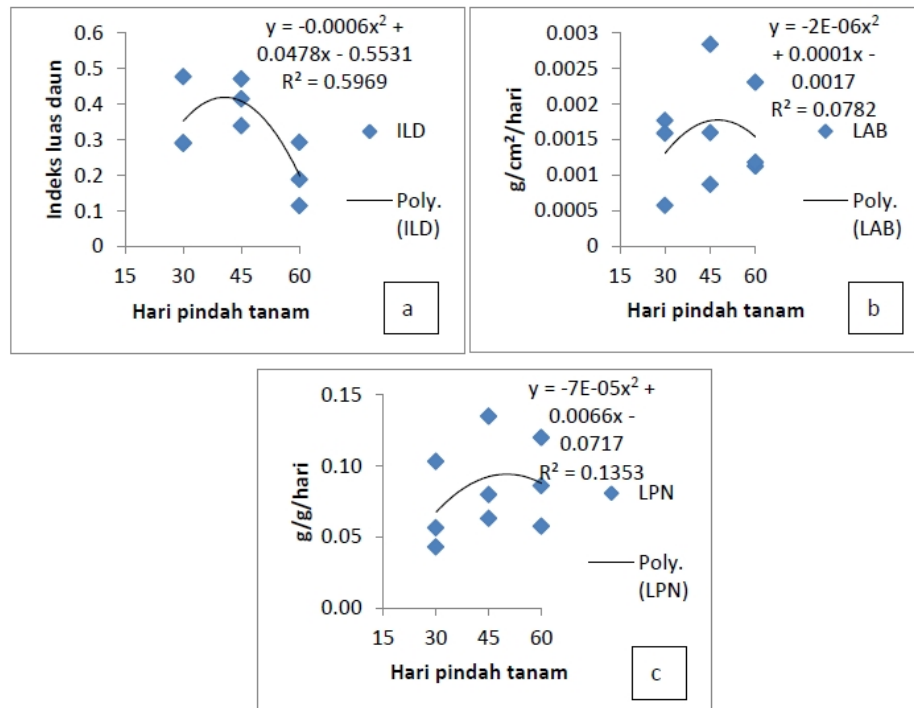 y = -0.0006x² +
0.0478x - 0.5531
R² = 0.5969
Indeks luas daun
0.6
0.5
0.4
0.3
0.2
0.1
0
15 30 45 60
Hari pindah tanam
ILD
Poly.
(ILD)
a
y = -2E-06x²
+ 0.0001x -
0.0017
R² = 0.0782
g/cm²/hari
0.003
0.0025
0.002
0.0015
0.001
0.0005
0
15 30 45 60
Hari pindah tanam
LAB
Poly.
(LAB)
b
y = -7E-05x² +
0.0066x -
0.0717
R² = 0.1353
g/g/hari
0.15
0.10
0.05
0.00
15 30 45 60
Hari pindah tanam
LPN
Poly.
(LPN)
c